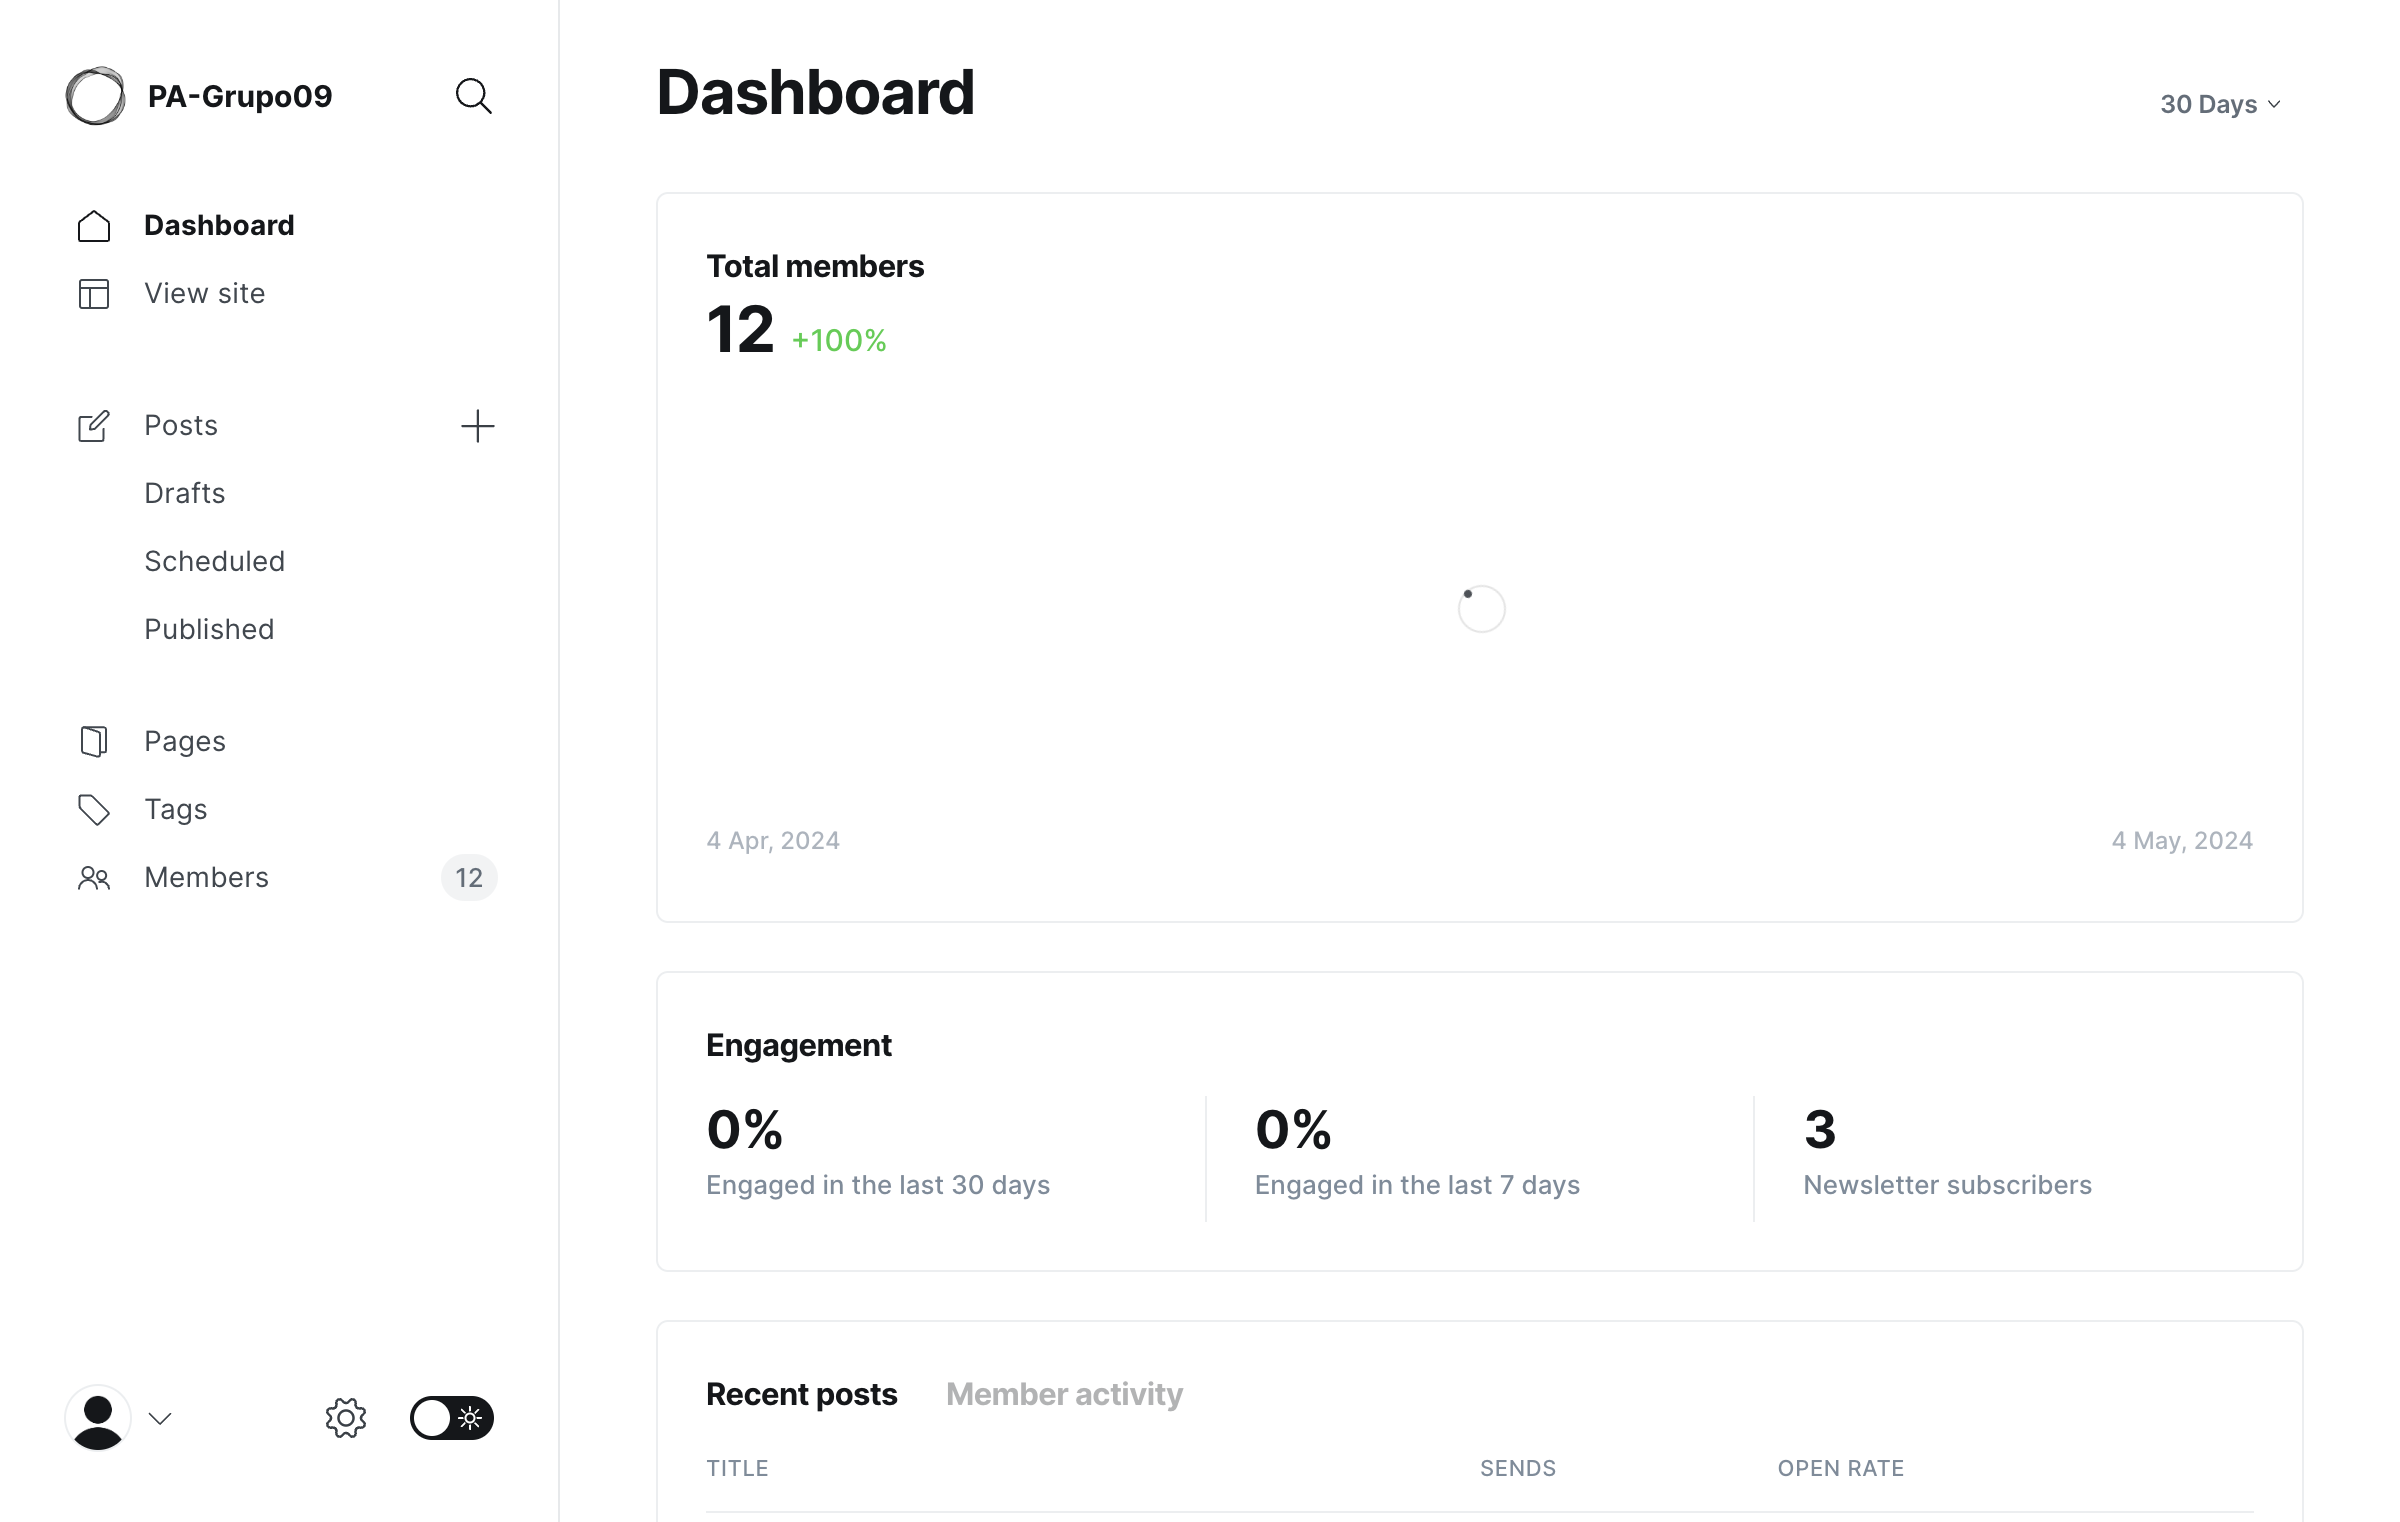 PA-Grupo09
Dashboard
View site
Posts
Drafts
Scheduled
Published
Pages
Tags
Members 12
Dashboard
30 Days
Total members
12 +100%
4 Apr, 2024 4 May, 2024
Engagement
0% 0% 3
Engaged in the last 30 days Engaged in the last 7 days Newsletter subscribers
Recent posts Member activity
TITLE SENDS OPEN RATE